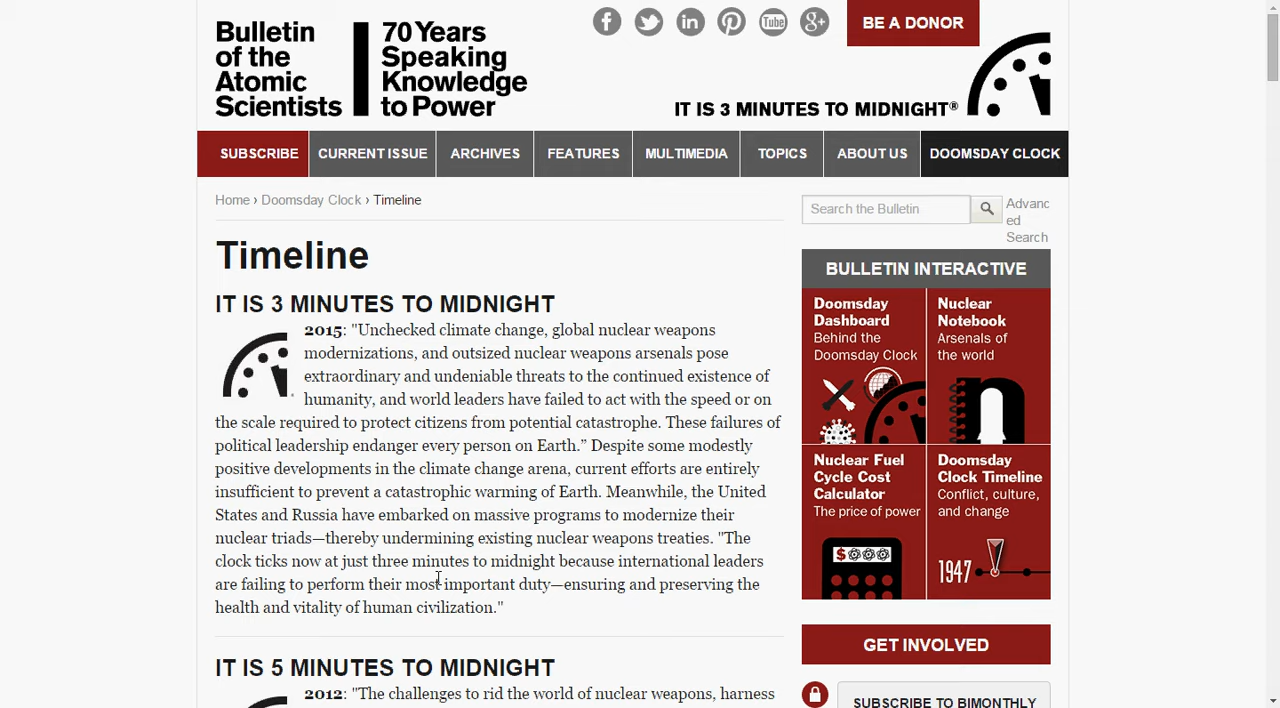 Bulletin
of the
Atomic
Scientists
70 Years
Speaking
Knowledge
to Power
You
Tube
g+
BE A DONOR
IT IS 3 MINUTES TO MIDNIGHT®
SUBSCRIBE CURRENT ISSUE ARCHIVES FEATURES MULTIMEDIA TOPICS ABOUT US DOOMSDAY CLOCK
Home › Doomsday Clock › Timeline
Search the Bulletin
Advanc
ed
Search
Timeline
IT IS 3 MINUTES TO MIDNIGHT
2015: "Unchecked climate change, global nuclear weapons
modernizations, and outsized nuclear weapons arsenals pose
extraordinary and undeniable threats to the continued existence of
humanity, and world leaders have failed to act with the speed or on
the scale required to protect citizens from potential catastrophe. These failures of
political leadership endanger every person on Earth.” Despite some modestly
positive developments in the climate change arena, current efforts are entirely
insufficient to prevent a catastrophic warming of Earth. Meanwhile, the United
States and Russia have embarked on massive programs to modernize their
nuclear triads—thereby undermining existing nuclear weapons treaties. "The
clock ticks now at just three minutes to midnight because international leaders
are failing to perform their most important duty—ensuring and preserving the
health and vitality of human civilization."
IT IS 5 MINUTES TO MIDNIGHT
2012: "The challenges to rid the world of nuclear weapons, harness
BULLETIN INTERACTIVE
Doomsday
Dashboard
Behind the
Doomsday Clock
Nuclear
Notebook
Arsenals of
the world
n
Nuclear Fuel
Cycle Cost
Calculator
The price of power
$
Doomsday
Clock Timeline
Conflict, culture,
and change
1947
GET INVOLVED
SUBSCRIBE TO BIMONTHLY